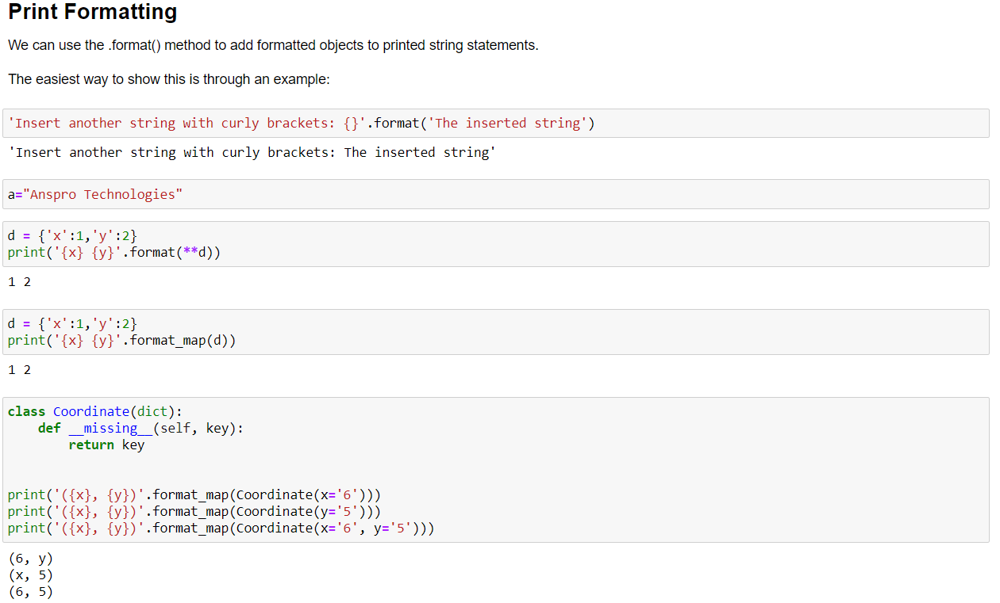 Print Formatting
We can use the .format() method to add formatted objects to printed string statements.
The easiest way to show this is through an example:
'Insert another string with curly brackets: {}'.format('The inserted string')
'Insert another string with curly brackets: The inserted string'
a="Anspro Technologies"
d = {'x':1,'y':2}
print('{x} {y}'.format(**d))
1 2
d = {'x':1,'y':2}
print('{x} {y}'.format_map(d))
1 2
class Coordinate(dict):
    def __missing__(self, key):
        return key
print('({x}, {y})'.format_map(Coordinate(x='6')))
print('({x}, {y})'.format_map(Coordinate(y='5')))
print('({x}, {y})'.format_map(Coordinate(x='6', y='5')))
(6, y)
(x, 5)
(6, 5)